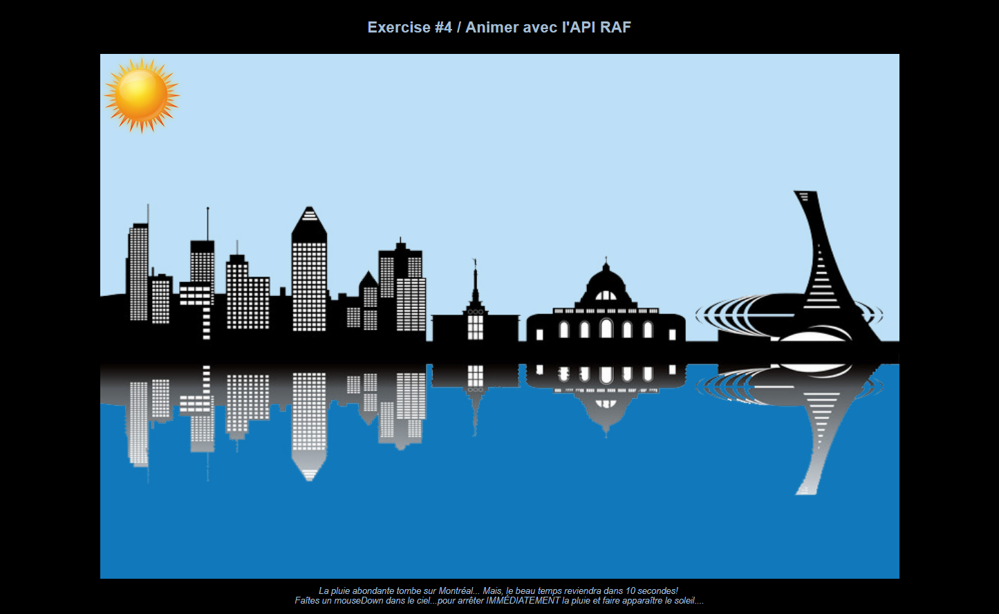 Exercise #4 / Animer avec l'API RAF
La pluie abondante tombe sur Montréal... Mais, le beau temps reviendra dans 10 secondes!
Faîtes un mouseDown dans le ciel...pour arrêter IMMÉDIATEMENT la pluie et faire apparaître le soleil....